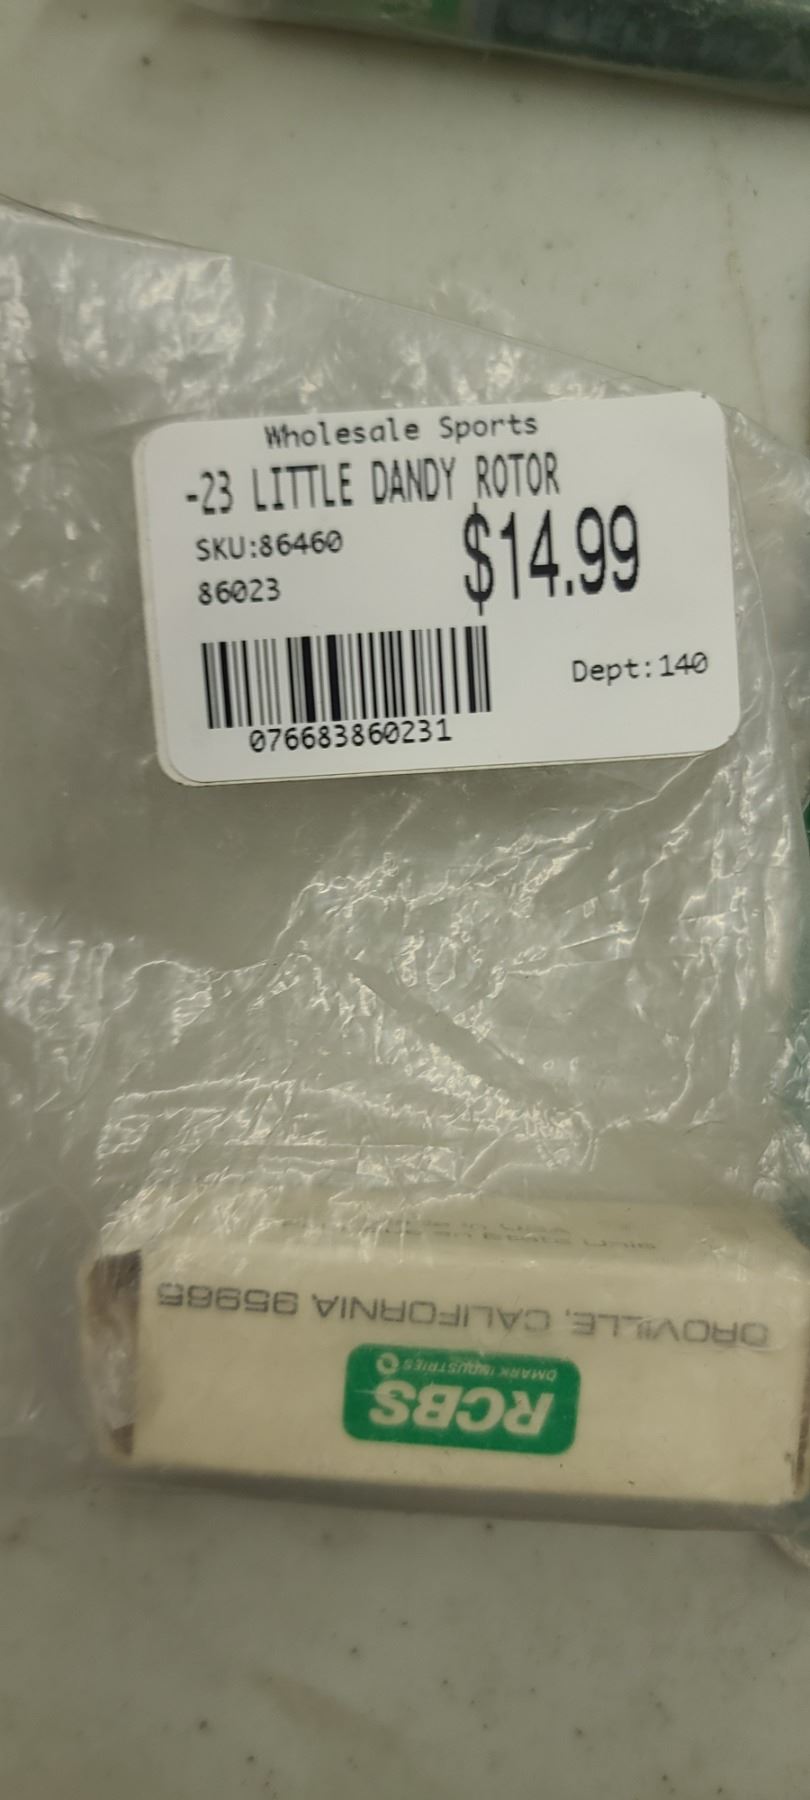 Wholesale Sports
-23 LITTLE DANDY ROTOR
SKU:86460
$14.99
86023
Dept:140
076683860231
RCBS
OMARK INDUSTRIES
OROVILLE, CALIFORNIA 95965